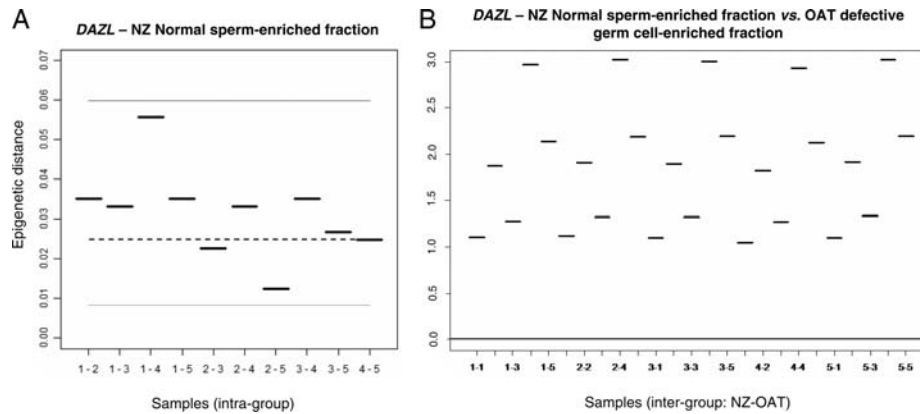 A
DAZL – NZ Normal sperm-enriched fraction
Epigenetic distance
0.07
0.06
0.05
0.04
0.03
0.02
0.01
0.00
1 - 2 1 - 3 1 - 4 1 - 5 2 - 3 2 - 4 2 - 5 3 - 4 3 - 5 4 - 5
Samples (intra-group)
B
DAZL – NZ Normal sperm-enriched fraction vs. OAT defective
germ cell-enriched fraction
3.0
2.5
2.0
1.5
1.0
0.5
0.0
1-1 1-3 1-5 2-2 2-4 3-1 3-3 3-5 4-2 4-4 5-1 5-3 5-5
Samples (inter-group: NZ-OAT)